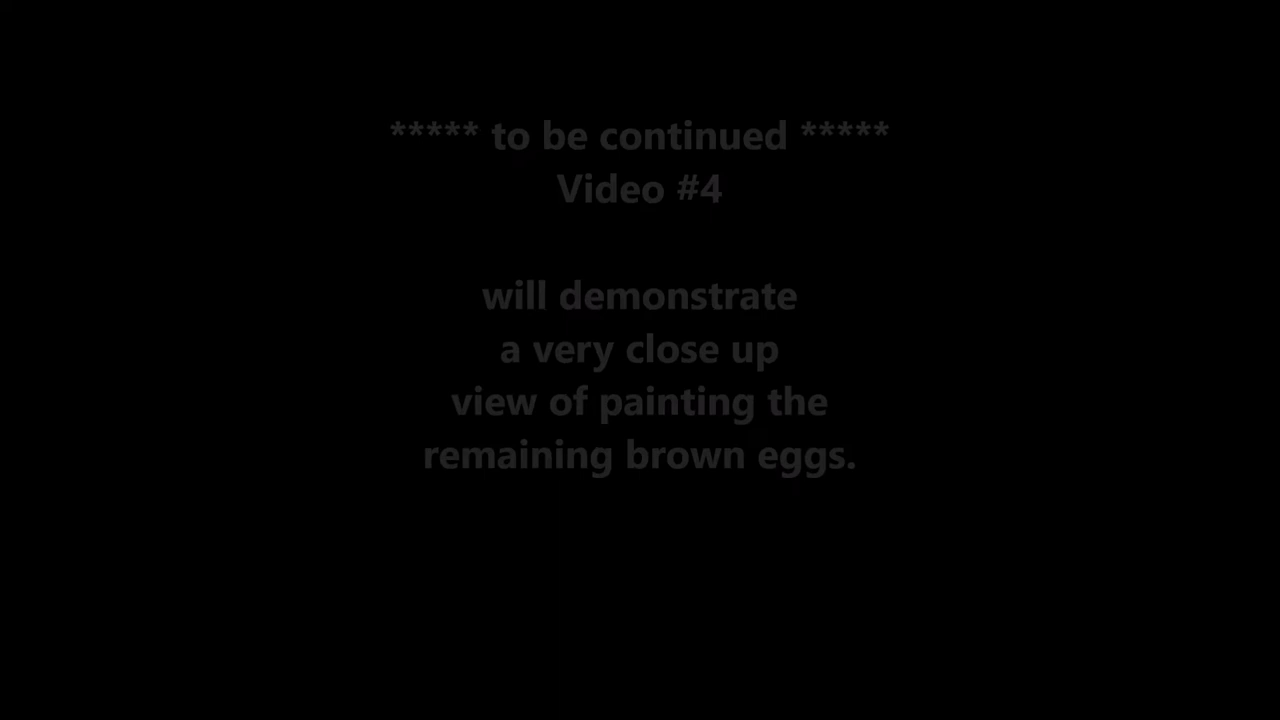 ***** to be continued *****
Video #4
will demonstrate
a very close up
view of painting the
remaining brown eggs.